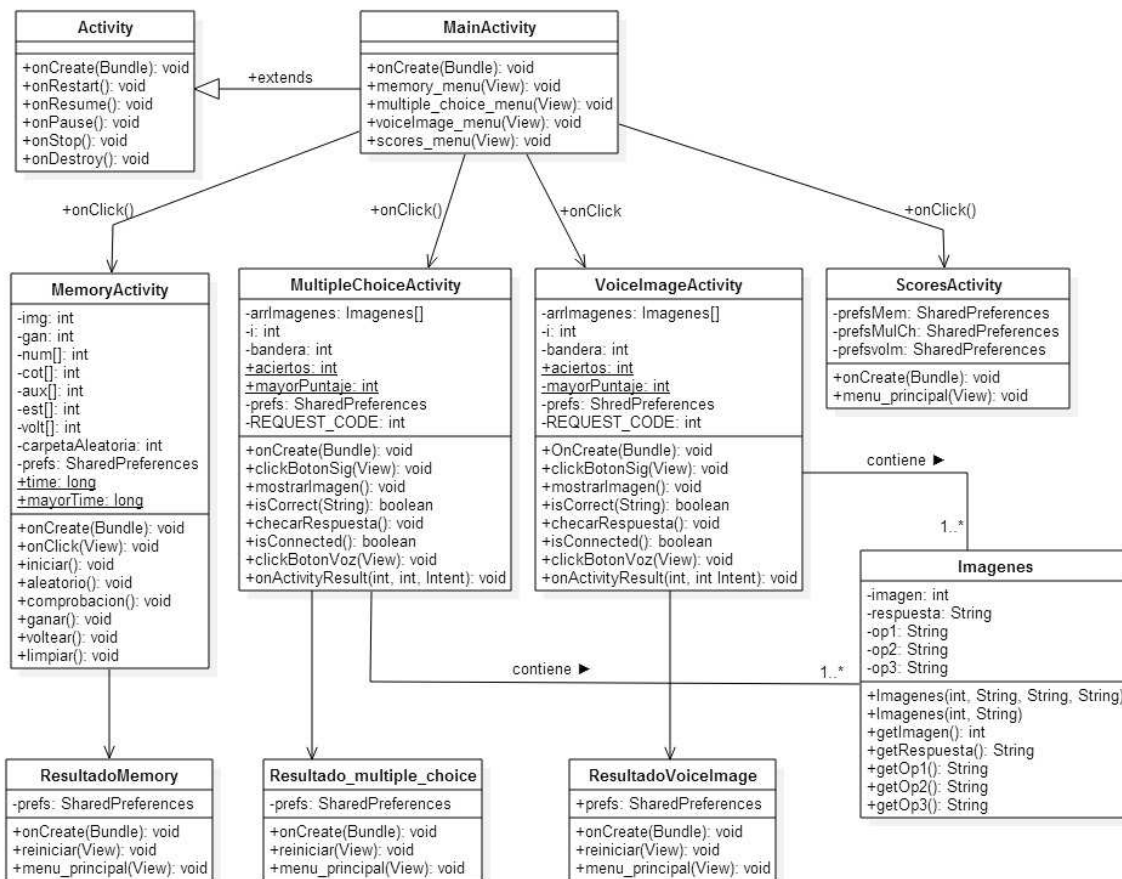 Activity
+onCreate(Bundle): void
+onRestart(): void
+onResume(): void
+onPause(): void
+onStop(): void
+onDestroy(): void
+extends
MainActivity
+onCreate(Bundle): void
+memory_menu(View): void
+multiple_choice_menu(View): void
+voiceImage_menu(View): void
+scores_menu(View): void
+onClick()
+onClick()
+onClick
+onClick()
MemoryActivity
-img: int
-gan: int
-num[]: int
-cot[]: int
-aux[]: int
-est[]: int
-volt[]: int
-carpetaAleatoria: int
-prefs: SharedPreferences
+time: long
+mayorTime: long
+onCreate(Bundle): void
+onClick(View): void
+iniciar(): void
+aleatorio(): void
+comprobacion(): void
+ganar(): void
+voltear(): void
+limpiar(): void
MultipleChoiceActivity
-arrImagenes: Imagenes[]
-i: int
-bandera: int
+aciertos: int
+mayorPuntaje: int
-prefs: SharedPreferences
-REQUEST_CODE: int
+onCreate(Bundle): void
+clickBotonSig(View): void
+mostrarImagen(): void
+isCorrect(String): boolean
+checarRespuesta(): void
+isConnected(): boolean
+clickBotonVoz(View): void
+onActivityResult(int, int, Intent): void
VoiceImageActivity
-arrImagenes: Imagenes[]
-i: int
-bandera: int
+aciertos: int
-mayorPuntaje: int
-prefs: ShredPreferences
-REQUEST_CODE: int
+OnCreate(Bundle): void
+clickBotonSig(View): void
+mostrarImagen(): void
+isCorrect(String): boolean
+checarRespuesta(): void
+isConnected(): boolean
+clickBotonVoz(View): void
+onActivityResult(int, int Intent): void
ScoresActivity
-prefsMem: SharedPreferences
-prefsMulCh: SharedPreferences
-prefsvoIm: SharedPreferences
+onCreate(Bundle): void
+menu_principal(View): void
contiene ►
1..*
contiene ►
1..*
Imagenes
-imagen: int
-respuesta: String
-op1: String
-op2: String
-op3: String
+Imagenes(int, String, String, String)
+Imagenes(int, String)
+getImagen(): int
+getRespuesta(): String
+getOp1(): String
+getOp2(): String
+getOp3(): String
ResultadoMemory
-prefs: SharedPreferences
+onCreate(Bundle): void
+reiniciar(View): void
+menu_principal(View): void
Resultado_multiple_choice
-prefs: SharedPreferences
+onCreate(Bundle): void
+reiniciar(View): void
+menu_principal(View): void
ResultadoVoiceImage
+prefs: SharedPreferences
+onCreate(Bundle): void
+reiniciar(View): void
+menu_principal(View): void